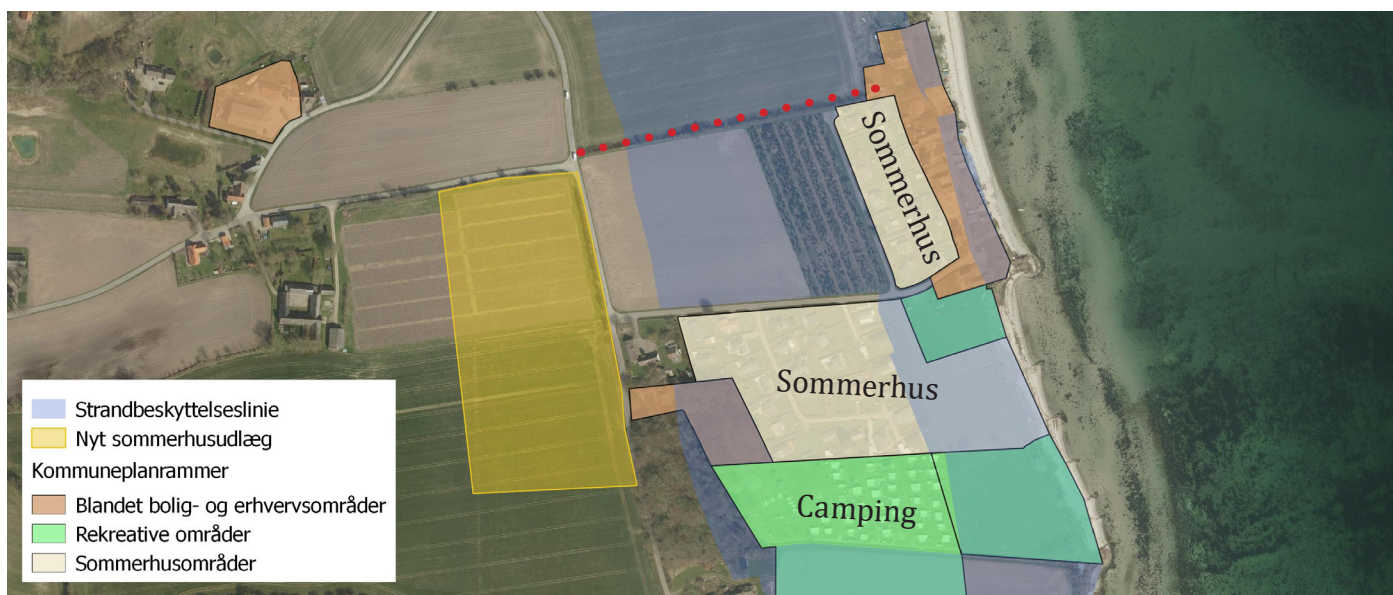 Sommerhus
Sommerhus
Camping
Strandbeskyttelseslinie
Nyt sommerhusudlæg
Kommuneplanrammer
Blandet bolig- og erhvervsområder
Rekreative områder
Sommerhusområder